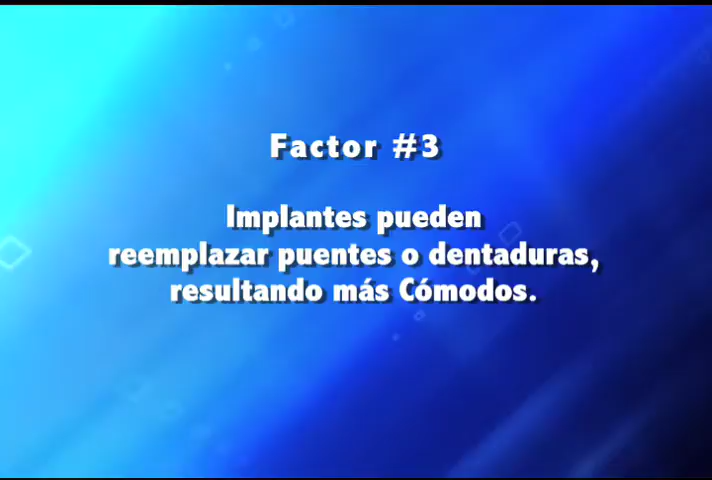 Factor #3
Implantes pueden
reemplazar puentes o dentaduras,
resultando más Cómodos.